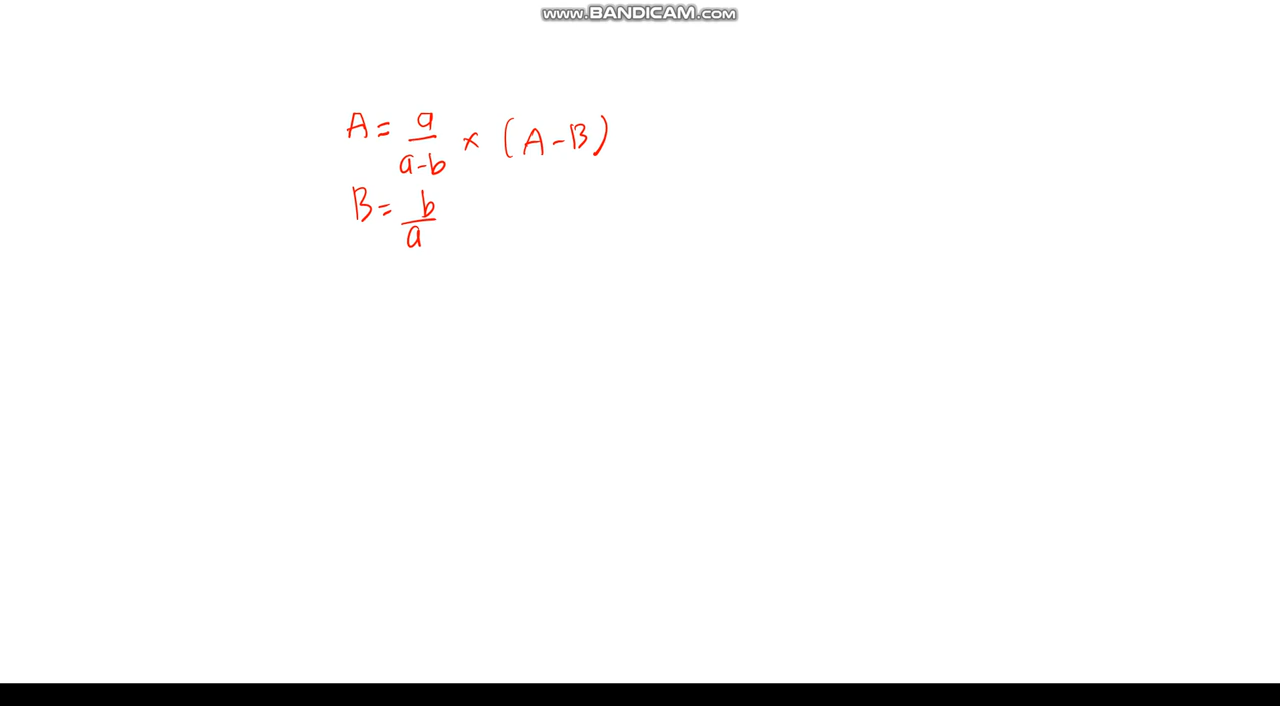 www.BANDICAM.com
A = a/(a-b) × (A-B)
B = b/a